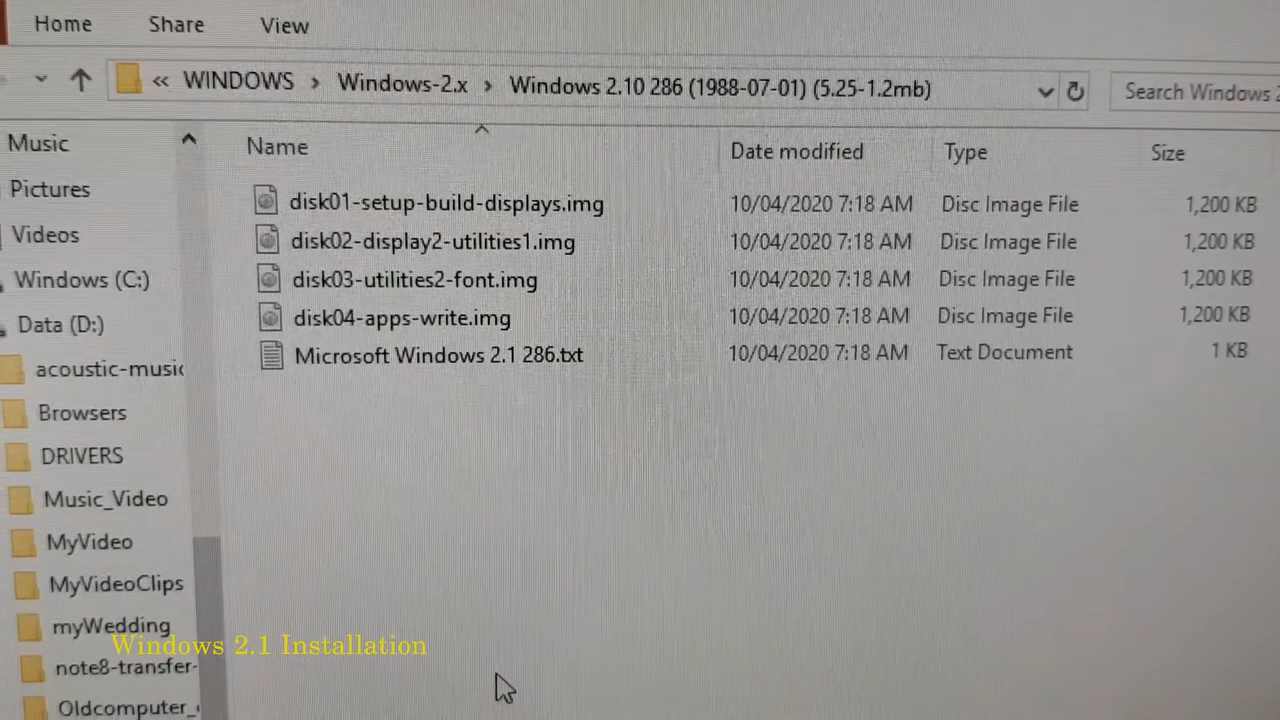 Home Share View
« WINDOWS › Windows-2.x › Windows 2.10 286 (1988-07-01) (5.25-1.2mb) Search Windows 2
Name Date modified Type Size
disk01-setup-build-displays.img 10/04/2020 7:18 AM Disc Image File 1,200 KB
disk02-display2-utilities1.img 10/04/2020 7:18 AM Disc Image File 1,200 KB
disk03-utilities2-font.img 10/04/2020 7:18 AM Disc Image File 1,200 KB
disk04-apps-write.img 10/04/2020 7:18 AM Disc Image File 1,200 KB
Microsoft Windows 2.1 286.txt 10/04/2020 7:18 AM Text Document 1 KB
Music
Pictures
Videos
Windows (C:)
Data (D:)
acoustic-music
Browsers
DRIVERS
Music_Video
MyVideo
MyVideoClips
myWedding
note8-transfer-
Oldcomputer_
Windows 2.1 Installation